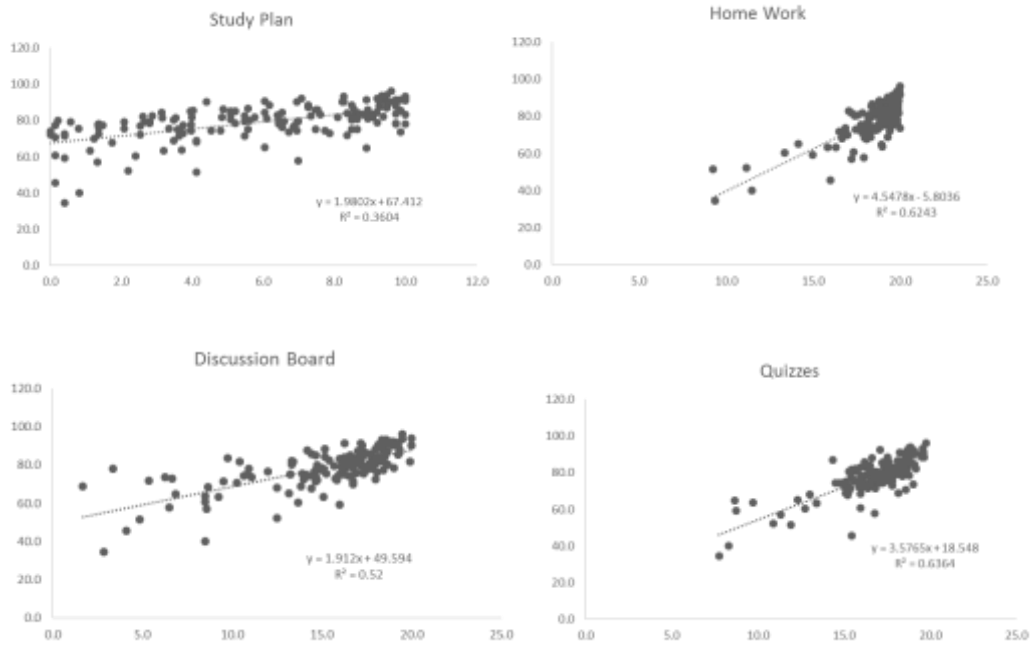 Study Plan
120.0
100.0
80.0
60.0
40.0
20.0
0.0
y = 1.9802x + 67.412
R² = 0.3604
0.0 2.0 4.0 6.0 8.0 10.0 12.0
Home Work
120.0
100.0
80.0
60.0
40.0
20.0
0.0
y = 4.5478x - 5.8036
R² = 0.6243
0.0 5.0 10.0 15.0 20.0 25.0
Discussion Board
120.0
100.0
80.0
60.0
40.0
20.0
0.0
y = 1.912x + 49.594
R² = 0.52
0.0 5.0 10.0 15.0 20.0 25.0
Quizzes
120.0
100.0
80.0
60.0
40.0
20.0
0.0
y = 3.5765x + 18.548
R² = 0.6364
0.0 5.0 10.0 15.0 20.0 25.0